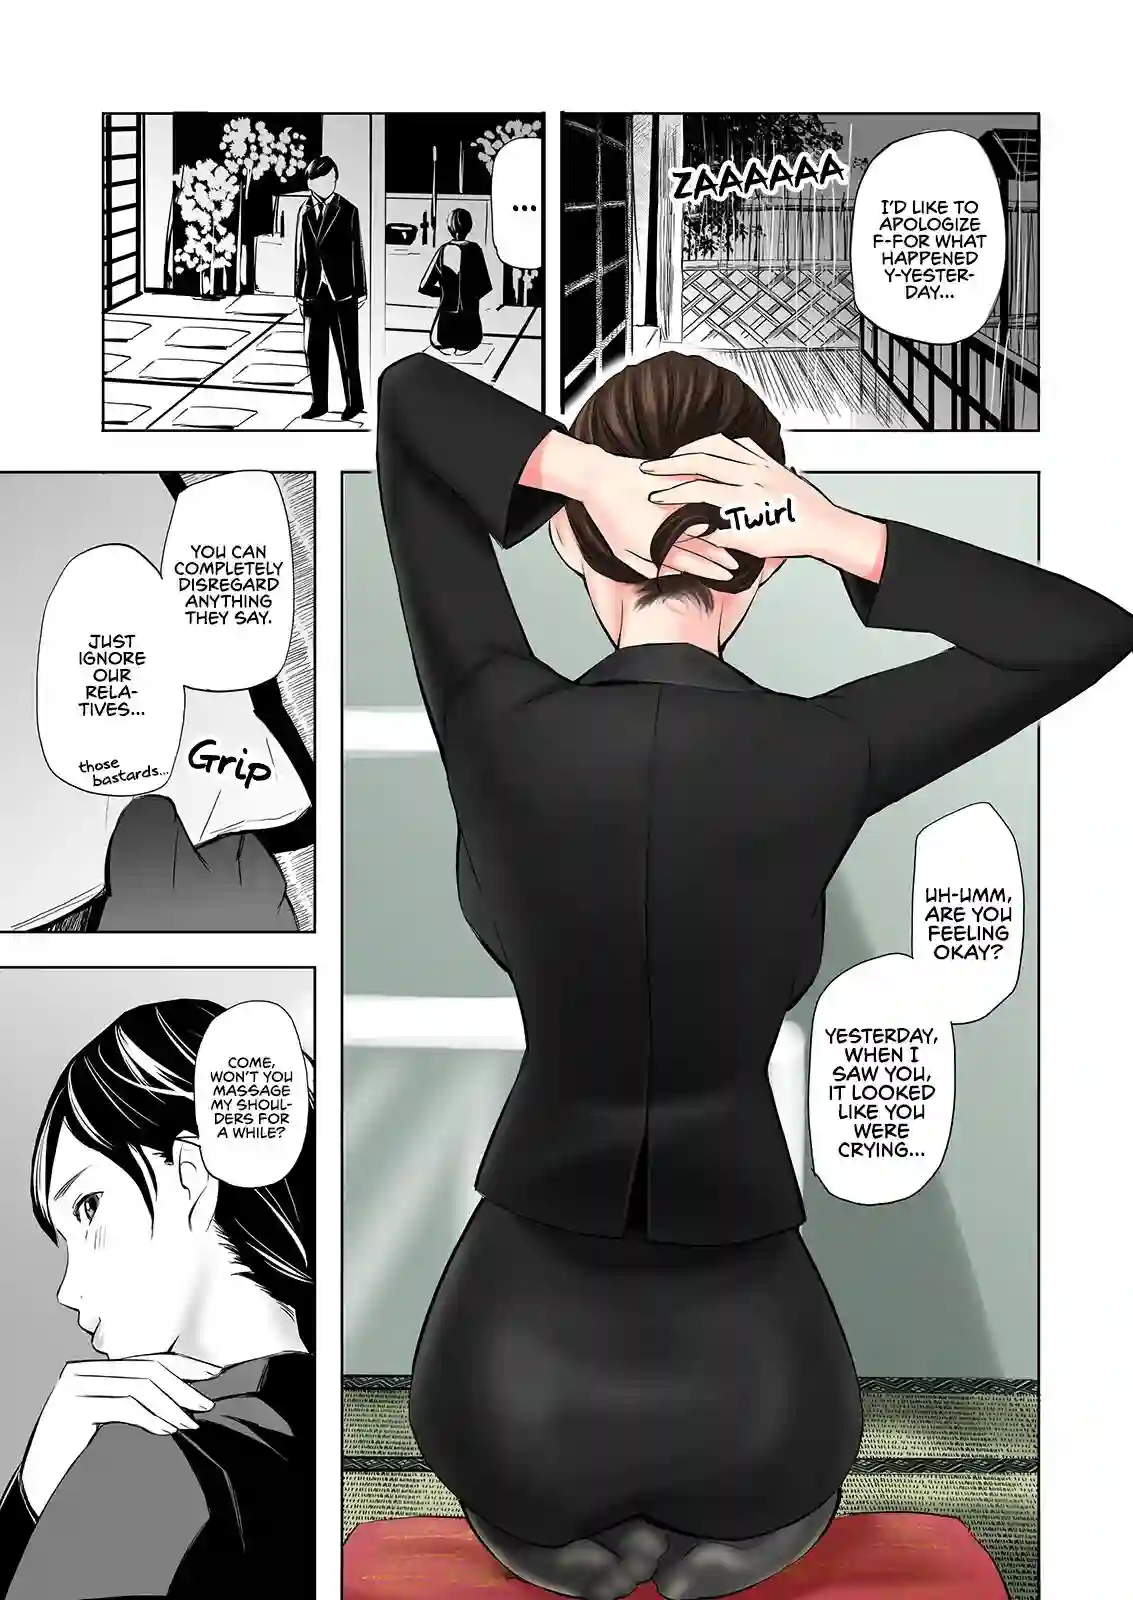 I'D LIKE TO
APOLOGIZE
F-FOR WHAT
HAPPENED
Y-YESTER-
DAY...
ZAAAAAA
...
UH-UMM,
ARE YOU
FEELING
OKAY?
YESTERDAY,
WHEN I
SAW YOU,
IT LOOKED
LIKE YOU
WERE
CRYING...
Twirl
YOU CAN
COMPLETELY
DISREGARD
ANYTHING
THEY SAY.
JUST
IGNORE
OUR
RELA-
TIVES...
those
bastards...
Grip
COME,
WON'T YOU
MASSAGE
MY SHOUL-
DERS FOR
A WHILE?